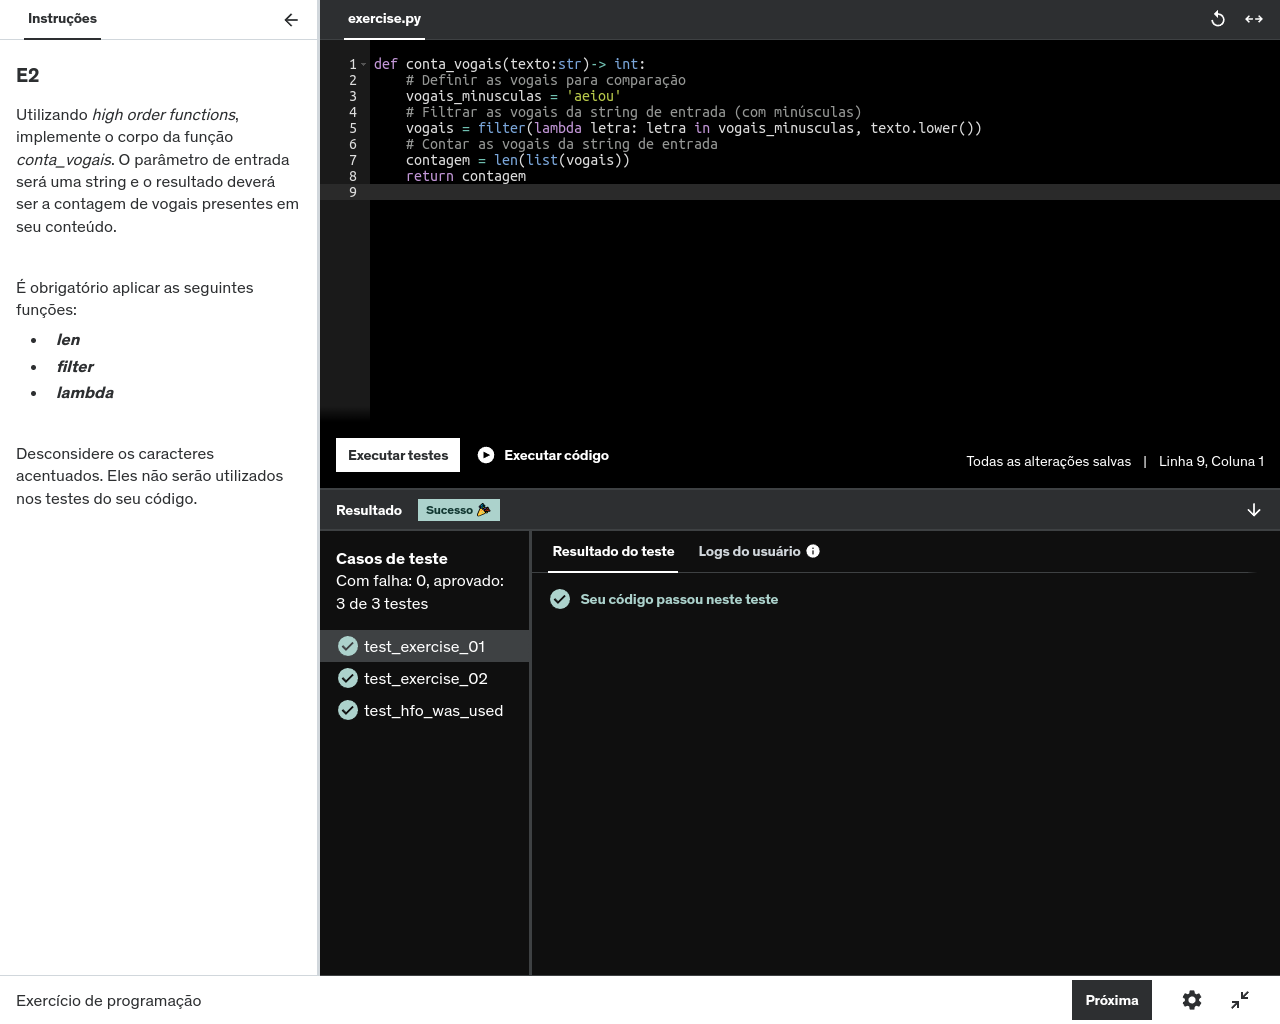 Instruções
E2
Utilizando high order functions,
implemente o corpo da função
conta_vogais. O parâmetro de entrada
será uma string e o resultado deverá
ser a contagem de vogais presentes em
seu conteúdo.
É obrigatório aplicar as seguintes
funções:
• len
• filter
• lambda
Desconsidere os caracteres
acentuados. Eles não serão utilizados
nos testes do seu código.
exercise.py
1 def conta_vogais(texto:str)-> int:
2     # Definir as vogais para comparação
3     vogais_minusculas = 'aeiou'
4     # Filtrar as vogais da string de entrada (com minúsculas)
5     vogais = filter(lambda letra: letra in vogais_minusculas, texto.lower())
6     # Contar as vogais da string de entrada
7     contagem = len(list(vogais))
8     return contagem
9
Executar testes Executar código Todas as alterações salvas | Linha 9, Coluna 1
Resultado Sucesso
Casos de teste
Com falha: 0, aprovado:
3 de 3 testes
test_exercise_01
test_exercise_02
test_hfo_was_used
Resultado do teste Logs do usuário
Seu código passou neste teste
Exercício de programação Próxima